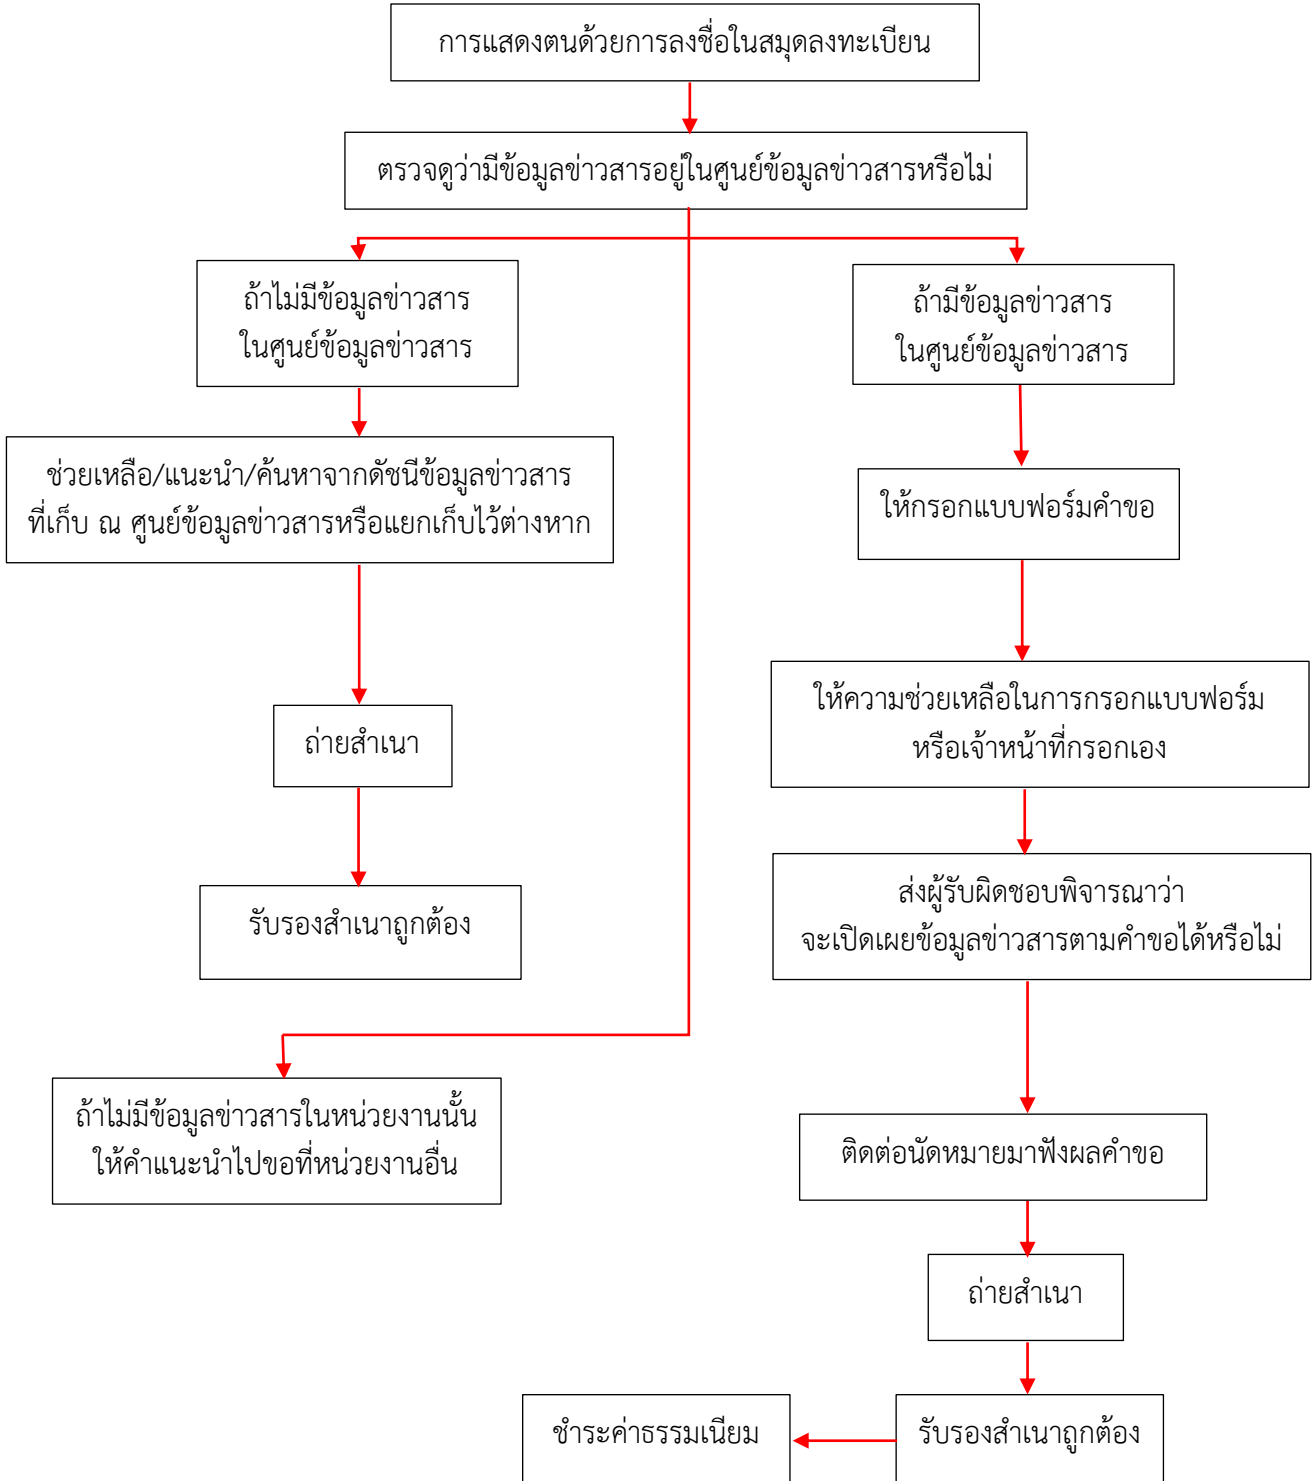 การแสดงตนด้วยการลงชื่อในสมุดลงทะเบียน
ตรวจดูว่ามีข้อมูลข่าวสารอยู่ในศูนย์ข้อมูลข่าวสารหรือไม่
ถ้าไม่มีข้อมูลข่าวสาร
ในศูนย์ข้อมูลข่าวสาร
ช่วยเหลือ/แนะนำ/ค้นหาจากดัชนีข้อมูลข่าวสาร
ที่เก็บ ณ ศูนย์ข้อมูลข่าวสารหรือแยกเก็บไว้ต่างหาก
ถ่ายสำเนา
รับรองสำเนาถูกต้อง
ถ้าไม่มีข้อมูลข่าวสารในหน่วยงานนั้น
ให้คำแนะนำไปขอที่หน่วยงานอื่น
ถ้ามีข้อมูลข่าวสาร
ในศูนย์ข้อมูลข่าวสาร
ให้กรอกแบบฟอร์มคำขอ
ให้ความช่วยเหลือในการกรอกแบบฟอร์ม
หรือเจ้าหน้าที่กรอกเอง
ส่งผู้รับผิดชอบพิจารณาว่า
จะเปิดเผยข้อมูลข่าวสารตามคำขอได้หรือไม่
ติดต่อนัดหมายมาฟังผลคำขอ
ถ่ายสำเนา
รับรองสำเนาถูกต้อง
ชำระค่าธรรมเนียม